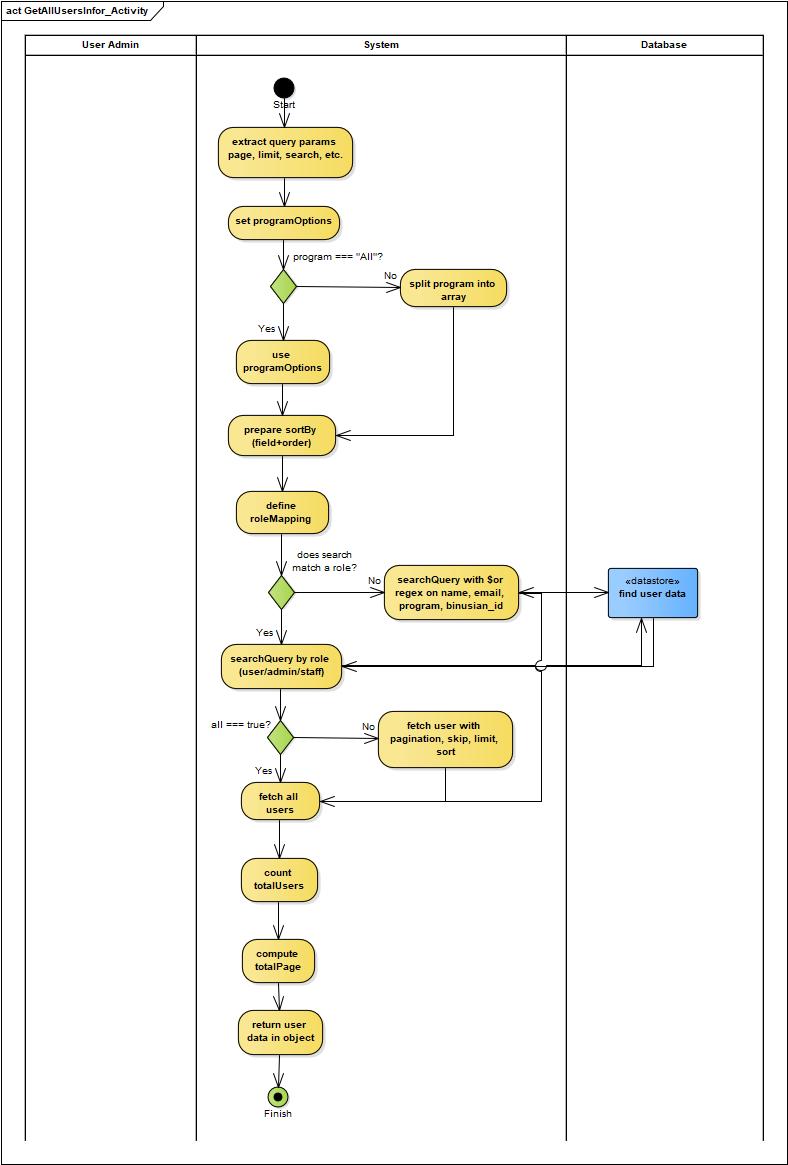 act GetAllUsersInfor_Activity
User Admin
System
Database
Start
extract query params
page, limit, search, etc.
set programOptions
program === "All"?
No
split program into
array
Yes
use
programOptions
prepare sortBy
(field+order)
define
roleMapping
does search
match a role?
No
searchQuery with $or
regex on name, email,
program, binusian_id
«datastore»
find user data
Yes
searchQuery by role
(user/admin/staff)
all === true?
No
fetch user with
pagination, skip, limit,
sort
Yes
fetch all
users
count
totalUsers
compute
totalPage
return user
data in object
Finish